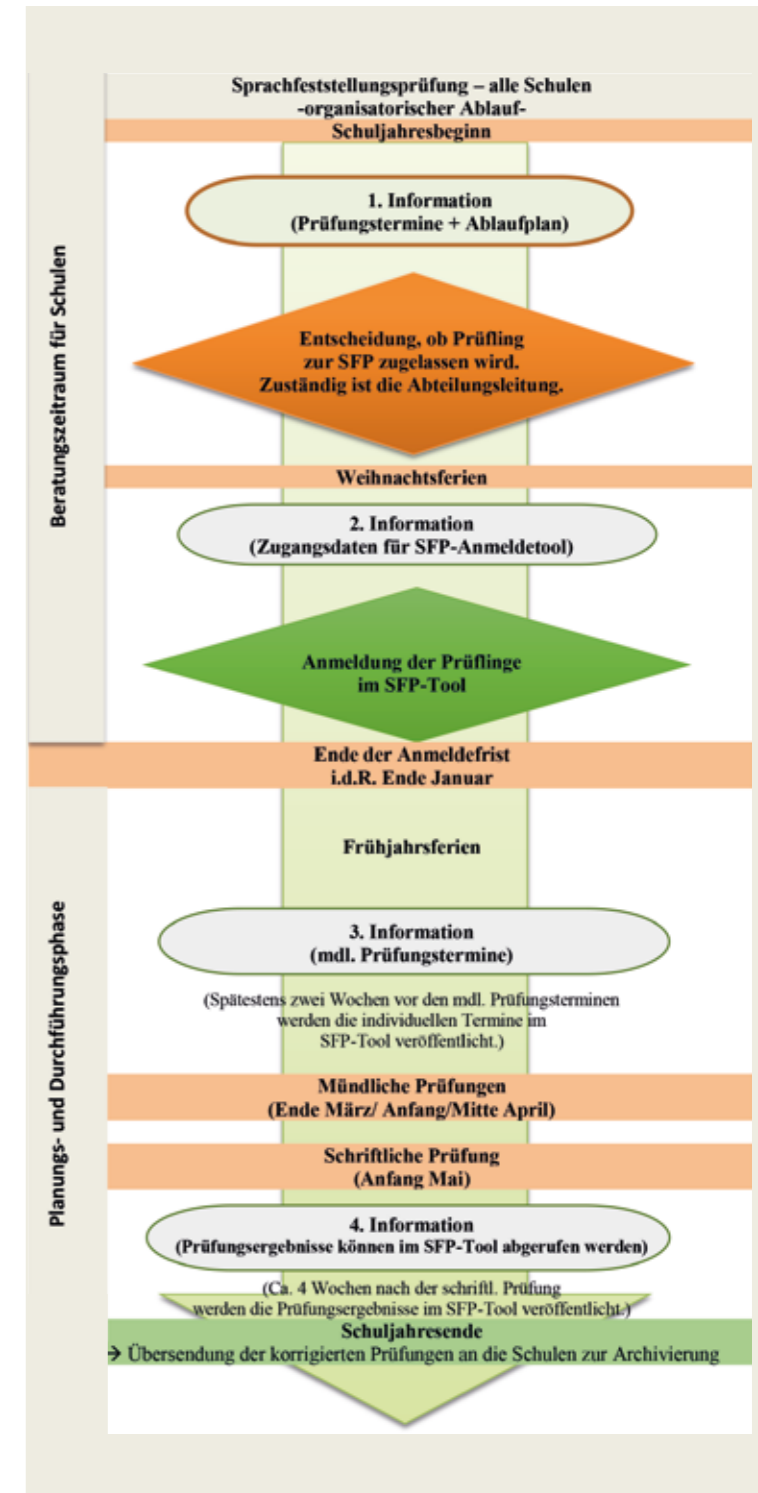 Sprachfeststellungsprüfung – alle Schulen
-organisatorischer Ablauf-
Schuljahresbeginn
Beratungszeitraum für Schulen
1. Information
(Prüfungstermine + Ablaufplan)
Entscheidung, ob Prüfling
zur SFP zugelassen wird.
Zuständig ist die Abteilungsleitung.
Weihnachtsferien
2. Information
(Zugangsdaten für SFP-Anmeldetool)
Anmeldung der Prüflinge
im SFP-Tool
Ende der Anmeldefrist
i.d.R. Ende Januar
Planungs- und Durchführungsphase
Frühjahrsferien
3. Information
(mdl. Prüfungstermine)
(Spätestens zwei Wochen vor den mdl. Prüfungsterminen
werden die individuellen Termine im
SFP-Tool veröffentlicht.)
Mündliche Prüfungen
(Ende März/ Anfang/Mitte April)
Schriftliche Prüfung
(Anfang Mai)
4. Information
(Prüfungsergebnisse können im SFP-Tool abgerufen werden)
(Ca. 4 Wochen nach der schriftl. Prüfung
werden die Prüfungsergebnisse im SFP-Tool veröffentlicht.)
Schuljahresende
→ Übersendung der korrigierten Prüfungen an die Schulen zur Archivierung